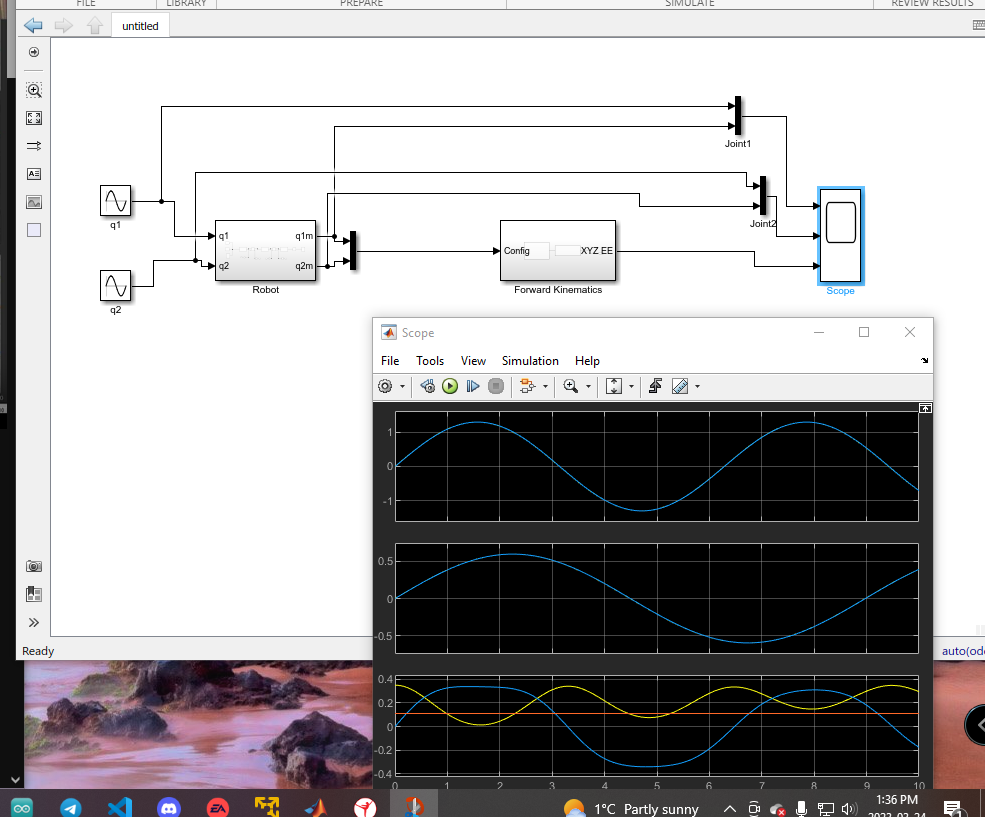 FILE LIBRARY PREPARE SIMULATE REVIEW RESULTS
untitled
Joint1
q1
Joint2
q1 q1m
q2 q2m
Config XYZ EE
Robot
Forward Kinematics
Scope
q2
Scope
File Tools View Simulation Help
1
0
-1
0.5
0
-0.5
0.4
0.2
0
-0.2
-0.4
0 1 2 3 4 5 6 7 8 9 10
Ready
auto(ode
1°C Partly sunny
1:36 PM